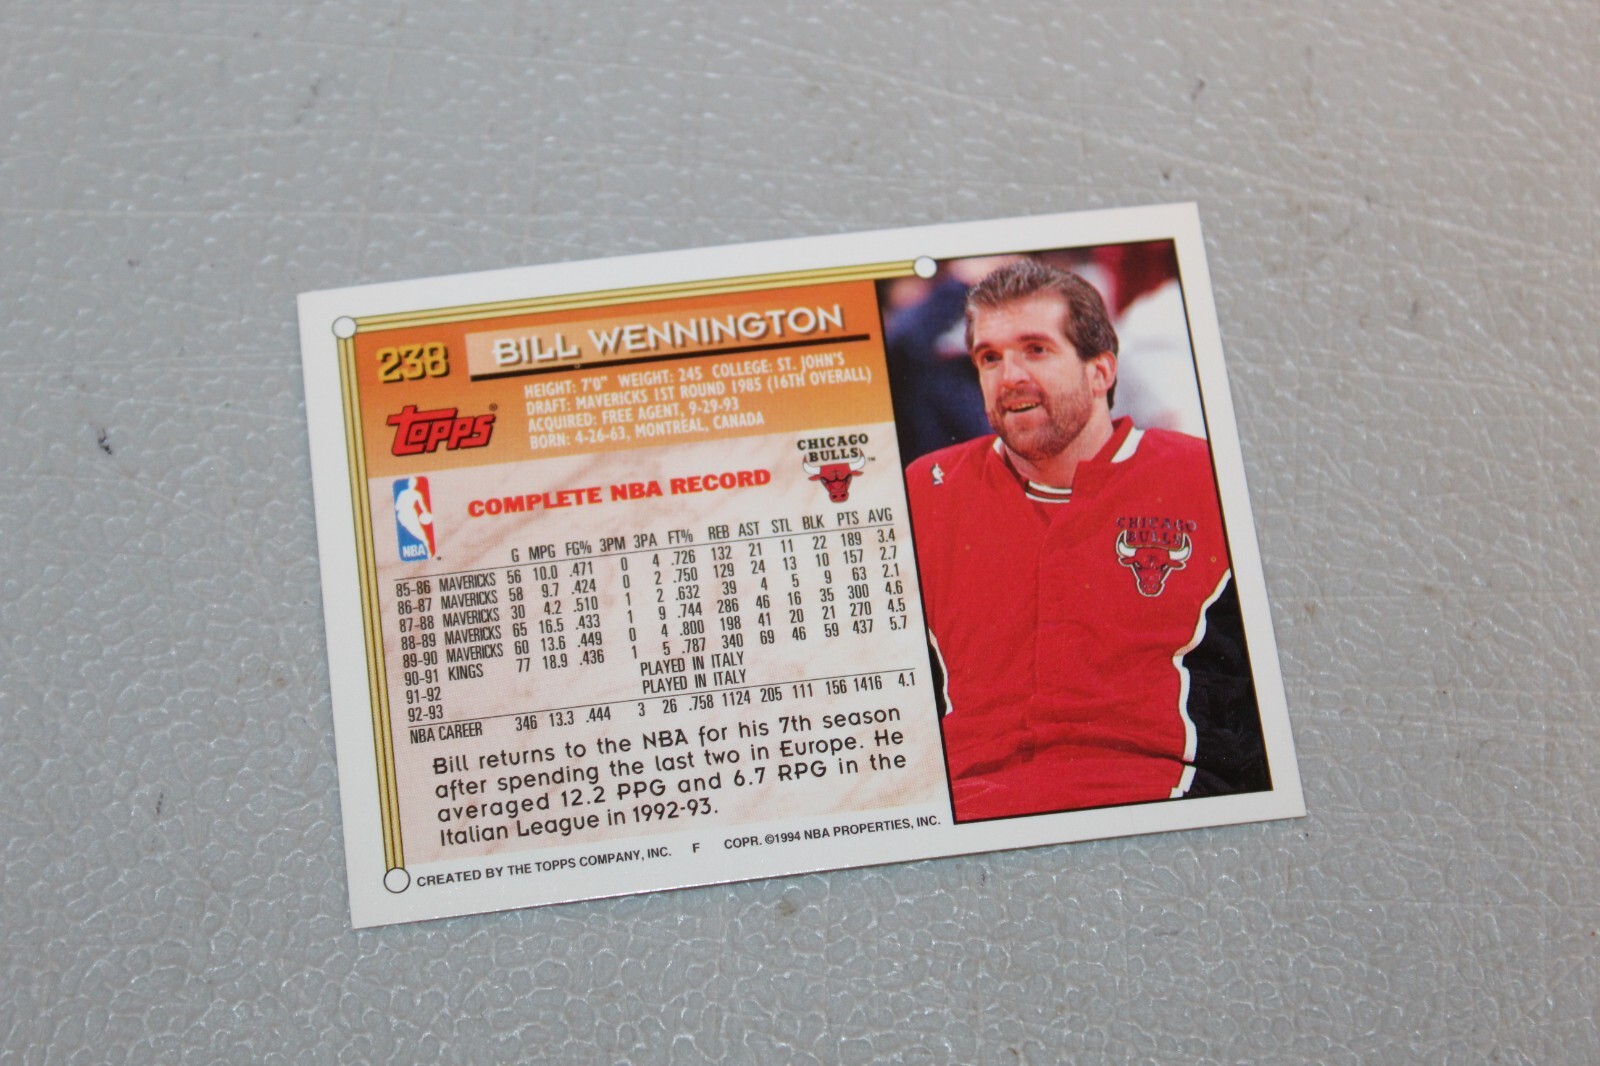 238 BILL WENNINGTON
Topps®
HEIGHT: 7'0" WEIGHT: 245 COLLEGE: ST. JOHN'S
DRAFT: MAVERICKS 1ST ROUND 1985 (16TH OVERALL)
ACQUIRED: FREE AGENT, 9-29-93
BORN: 4-26-63, MONTREAL, CANADA
CHICAGO
BULLS™
NBA
COMPLETE NBA RECORD
G MPG FG% 3PM 3PA FT% REB AST STL BLK PTS AVG
85-86 MAVERICKS 56 10.0 .471 0 4 .726 132 21 11 22 189 3.4
86-87 MAVERICKS 58 9.7 .424 0 2 .750 129 24 13 10 157 2.7
87-88 MAVERICKS 30 4.2 .510 1 2 .632 39 4 5 9 63 2.1
88-89 MAVERICKS 65 16.5 .433 1 9 .744 286 46 16 35 300 4.6
89-90 MAVERICKS 60 13.6 .449 0 4 .800 198 41 20 21 270 4.5
90-91 KINGS 77 18.9 .436 1 5 .787 340 69 46 59 437 5.7
91-92 PLAYED IN ITALY
92-93 PLAYED IN ITALY
NBA CAREER 346 13.3 .444 3 26 .758 1124 205 111 156 1416 4.1
Bill returns to the NBA for his 7th season
after spending the last two in Europe. He
averaged 12.2 PPG and 6.7 RPG in the
Italian League in 1992-93.
CREATED BY THE TOPPS COMPANY, INC. F COPR. ©1994 NBA PROPERTIES, INC.
CHICAGO
BULLS